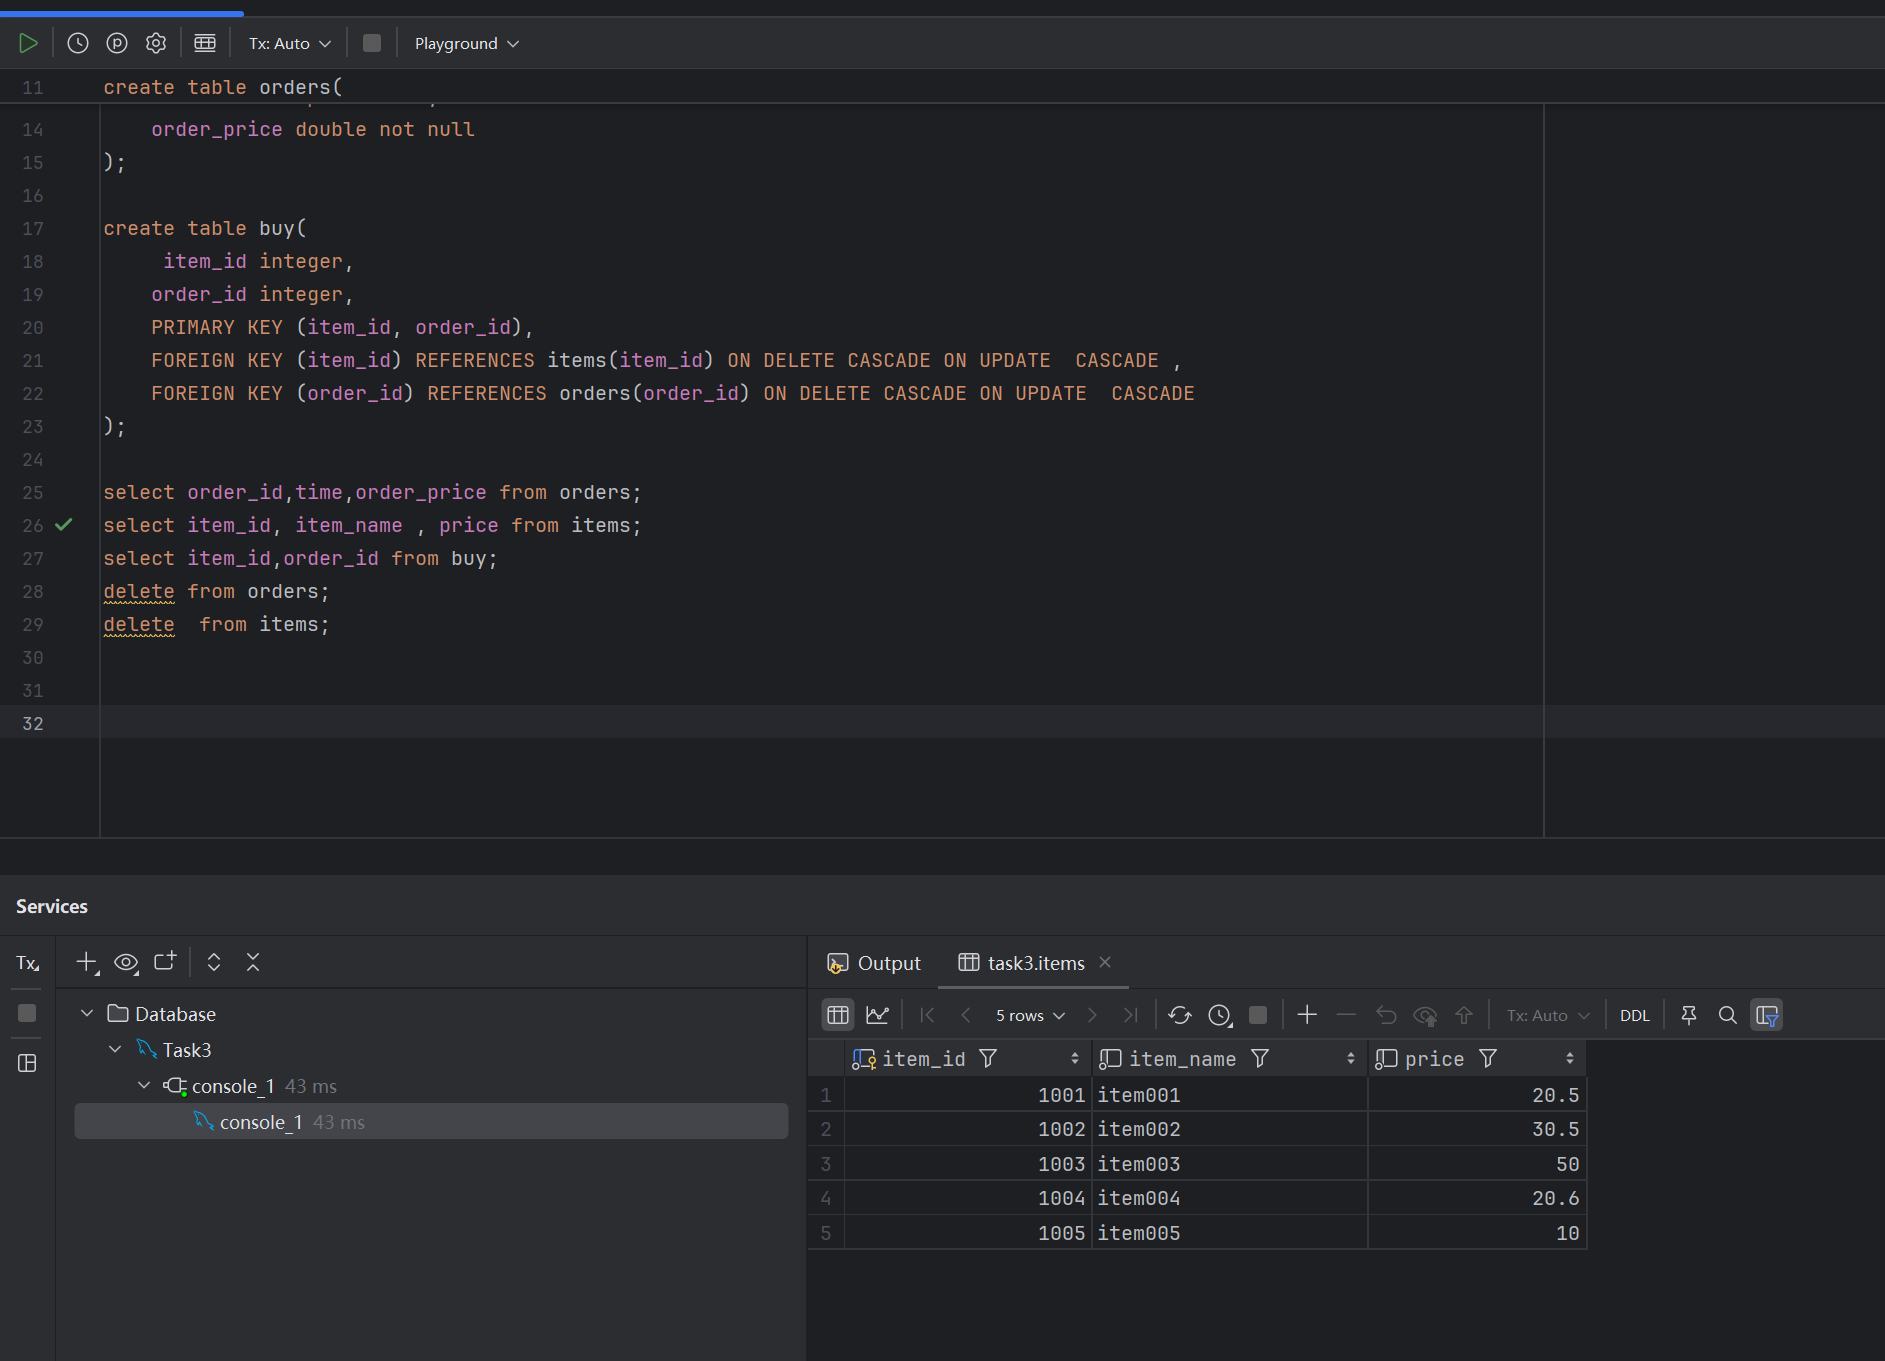 Tx: Auto
Playground
11 create table orders(
14 order_price double not null
15 );
16
17 create table buy(
18 item_id integer,
19 order_id integer,
20 PRIMARY KEY (item_id, order_id),
21 FOREIGN KEY (item_id) REFERENCES items(item_id) ON DELETE CASCADE ON UPDATE  CASCADE ,
22 FOREIGN KEY (order_id) REFERENCES orders(order_id) ON DELETE CASCADE ON UPDATE  CASCADE
23 );
24
25 select order_id,time,order_price from orders;
26 select item_id, item_name , price from items;
27 select item_id,order_id from buy;
28 delete from orders;
29 delete  from items;
30
31
32
Services
Tx
Database
Task3
console_1 43 ms
console_1 43 ms
Output
task3.items
5 rows
Tx: Auto
DDL
item_id item_name price
1 1001 item001 20.5
2 1002 item002 30.5
3 1003 item003 50
4 1004 item004 20.6
5 1005 item005 10